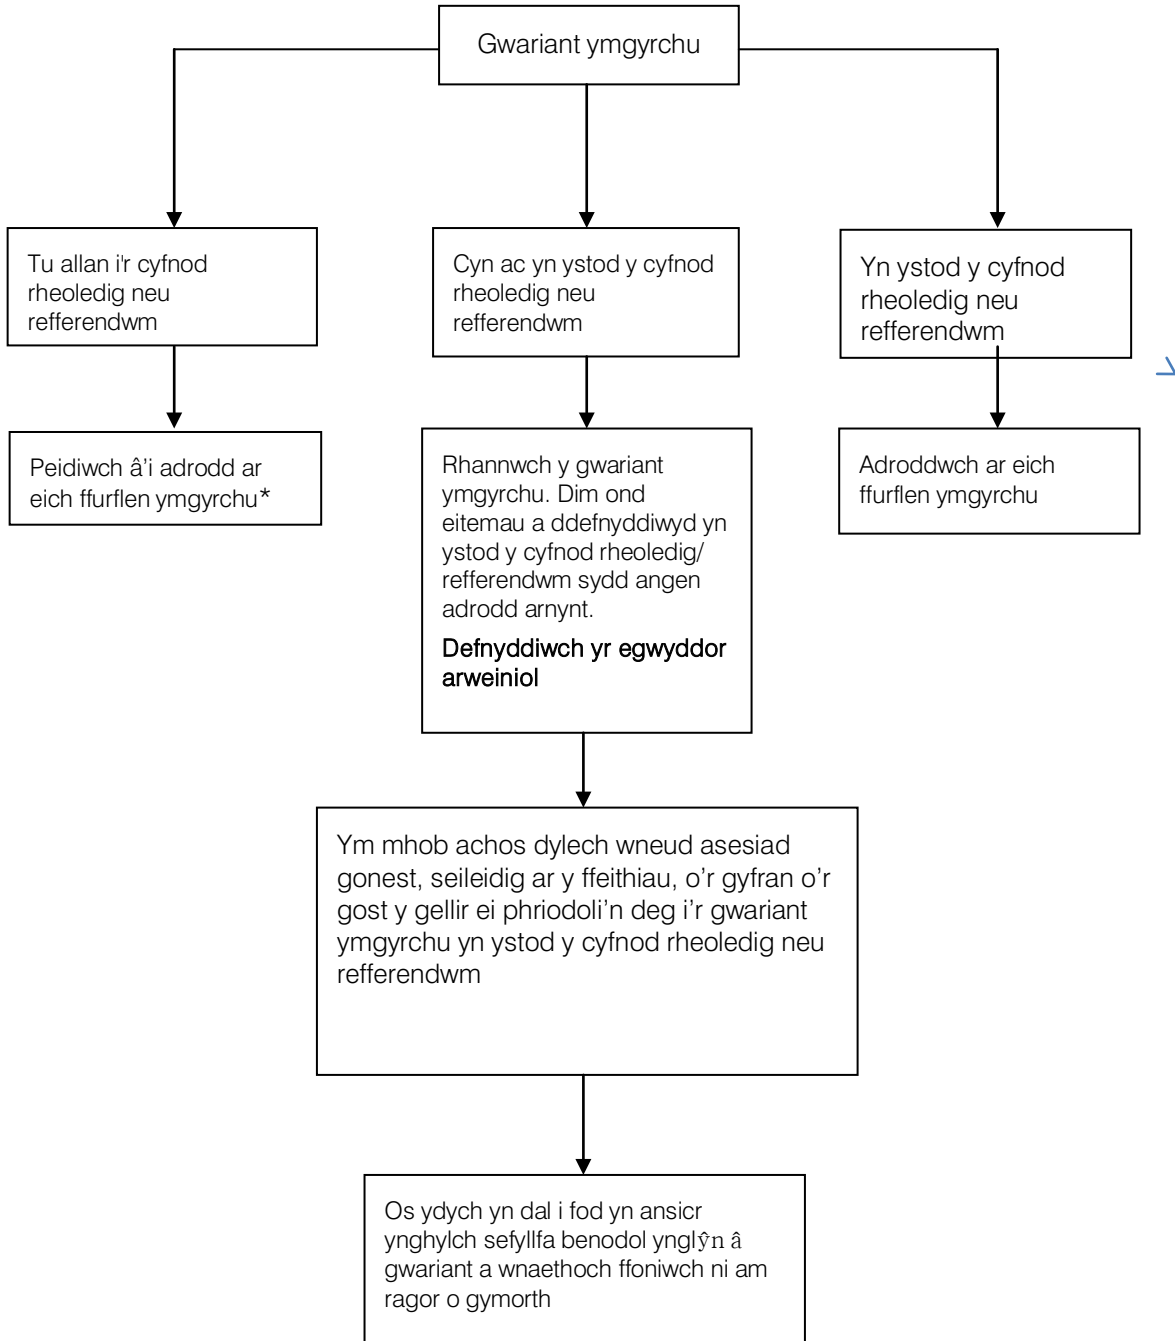 Gwariant ymgyrchu
Tu allan i'r cyfnod
rheoledig neu
refferendwm
Cyn ac yn ystod y cyfnod
rheoledig neu
refferendwm
Yn ystod y cyfnod
rheoledig neu
refferendwm
Peidiwch â’i adrodd ar
eich ffurflen ymgyrchu*
Rhannwch y gwariant
ymgyrchu. Dim ond
eitemau a ddefnyddiwyd yn
ystod y cyfnod rheoledig/
refferendwm sydd angen
adrodd arnynt.
Defnyddiwch yr egwyddor
arweiniol
Adroddwch ar eich
ffurflen ymgyrchu
Ym mhob achos dylech wneud asesiad
gonest, seileidig ar y ffeithiau, o’r gyfran o’r
gost y gellir ei phriodoli’n deg i’r gwariant
ymgyrchu yn ystod y cyfnod rheoledig neu
refferendwm
Os ydych yn dal i fod yn ansicr
ynghylch sefyllfa benodol ynglŷn â
gwariant a wnaethoch ffoniwch ni am
ragor o gymorth